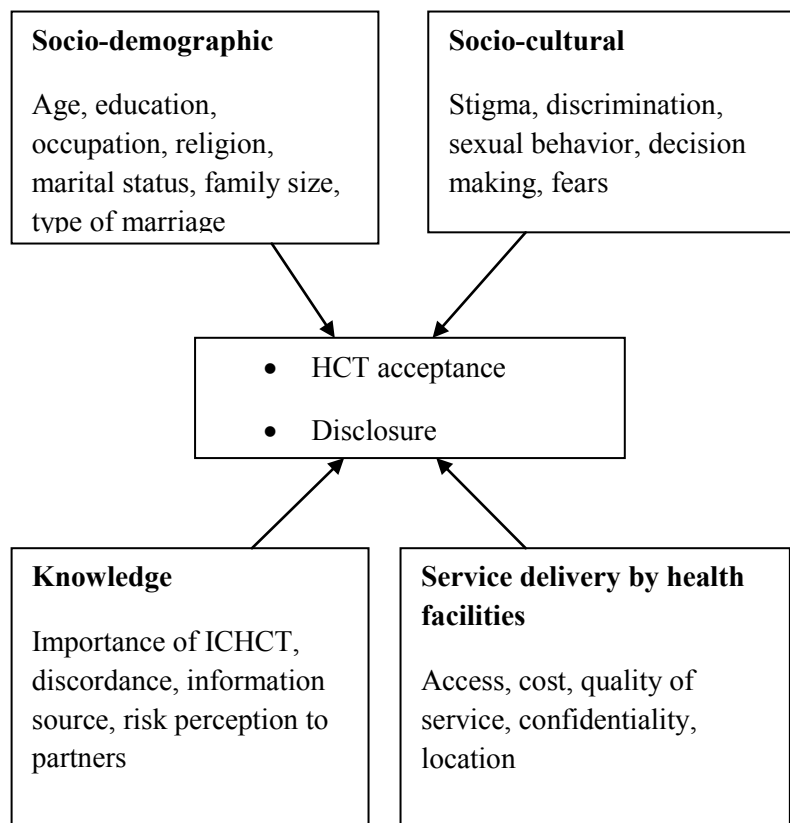 Socio-demographic
Age, education,
occupation, religion,
marital status, family size,
type of marriage
Socio-cultural
Stigma, discrimination,
sexual behavior, decision
making, fears
• HCT acceptance
• Disclosure
Knowledge
Importance of ICHCT,
discordance, information
source, risk perception to
partners
Service delivery by health
facilities
Access, cost, quality of
service, confidentiality,
location